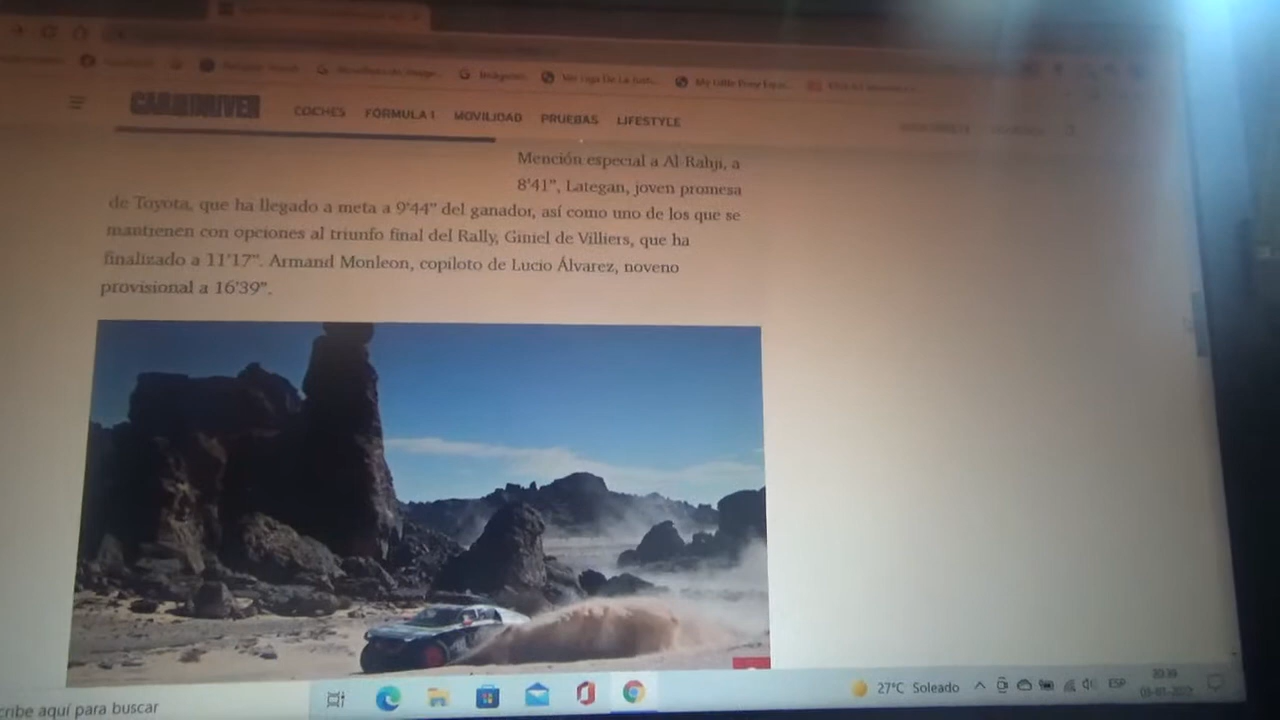 CAR AND DRIVER
COCHES FÓRMULA 1 MOVILIDAD PRUEBAS LIFESTYLE
Mención especial a Al-Rahji, a
8'41", Lategan, joven promesa
de Toyota, que ha llegado a meta a 9'44" del ganador, así como uno de los que se
mantienen con opciones al triunfo final del Rally, Giniel de Villiers, que ha
finalizado a 11'17". Armand Monleon, copiloto de Lucio Álvarez, noveno
provisional a 16'39".
cribe aquí para buscar
27°C Soleado
ESP